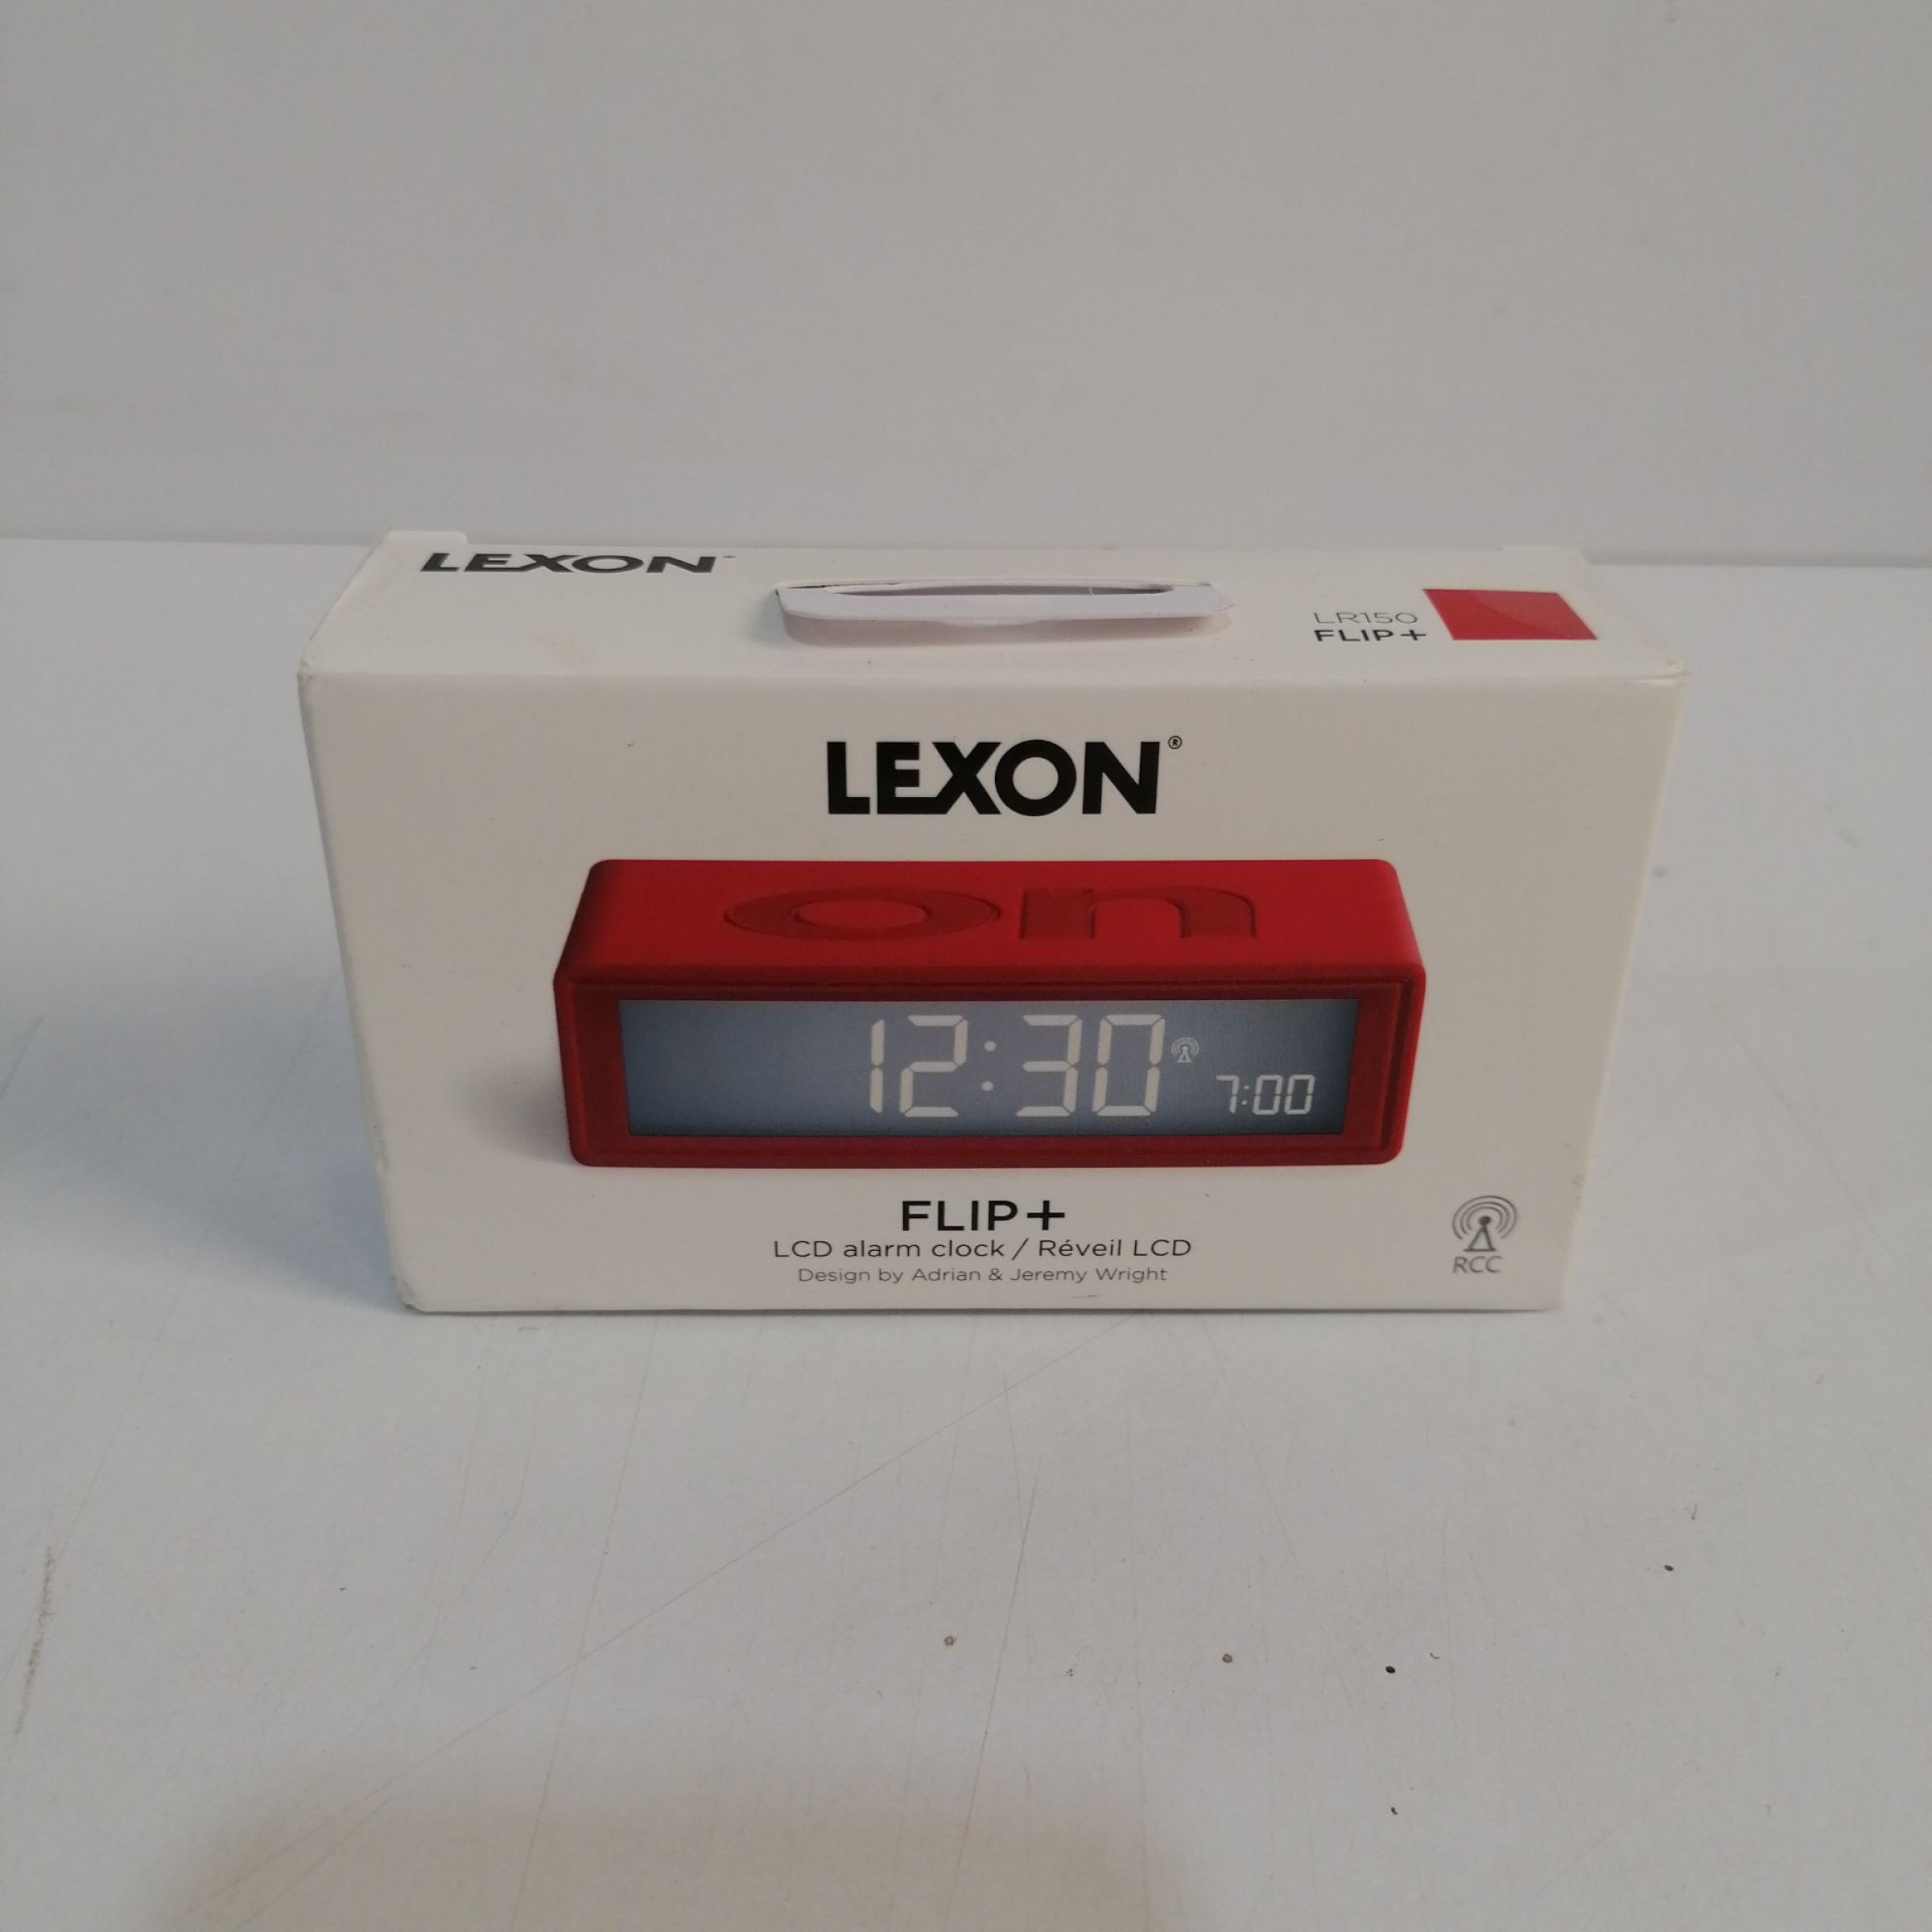 LEXON™
LR150
FLIP+
LEXON®
on
12:30
7:00
FLIP+
LCD alarm clock / Réveil LCD
Design by Adrian & Jeremy Wright
RCC